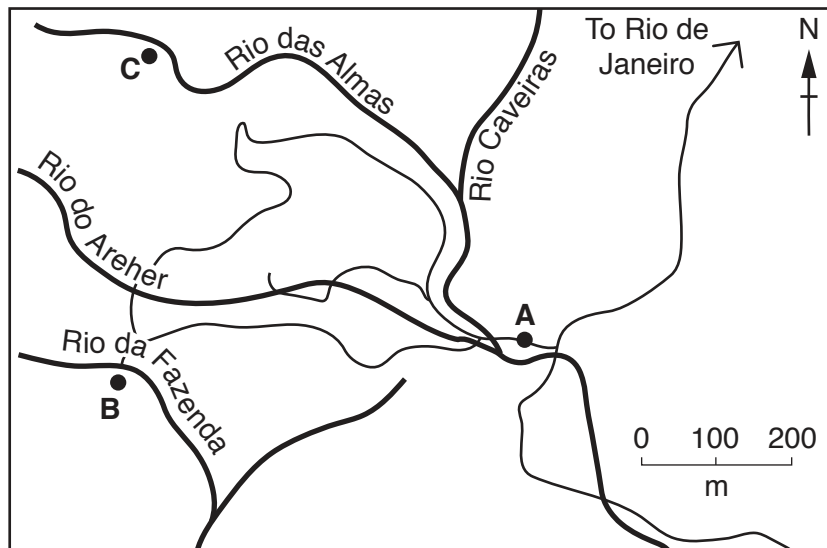 To Rio de
Janeiro
N
C
Rio das Almas
Rio Caveiras
Rio do Areher
A
Rio da Fazenda
B
0 100 200
m